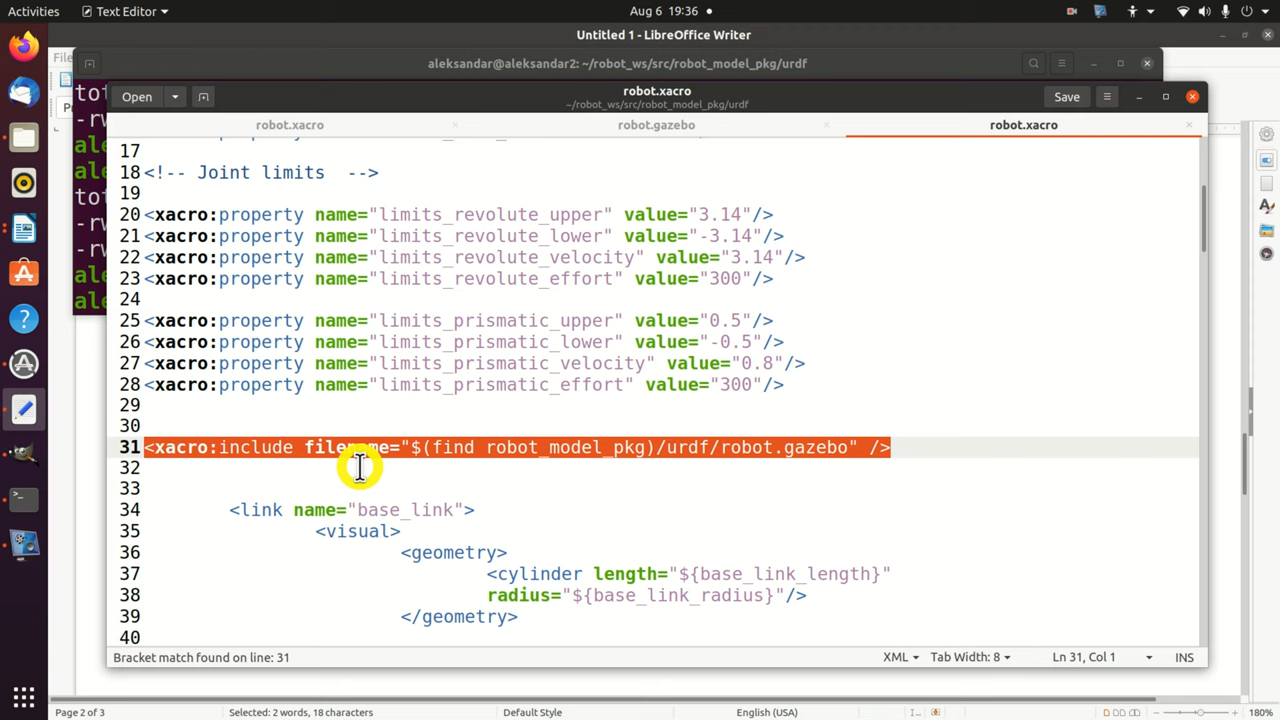 Activities
Text Editor
Aug 6 19:36
Untitled 1 - LibreOffice Writer
File
aleksandar@aleksandar2: ~/robot_ws/src/robot_model_pkg/urdf
Open
robot.xacro
~/robot_ws/src/robot_model_pkg/urdf
Save
robot.xacro
robot.gazebo
robot.xacro
17
18 <!-- Joint limits  -->
19
20 <xacro:property name="limits_revolute_upper" value="3.14"/>
21 <xacro:property name="limits_revolute_lower" value="-3.14"/>
22 <xacro:property name="limits_revolute_velocity" value="3.14"/>
23 <xacro:property name="limits_revolute_effort" value="300"/>
24
25 <xacro:property name="limits_prismatic_upper" value="0.5"/>
26 <xacro:property name="limits_prismatic_lower" value="-0.5"/>
27 <xacro:property name="limits_prismatic_velocity" value="0.8"/>
28 <xacro:property name="limits_prismatic_effort" value="300"/>
29
30
31 <xacro:include filename="$(find robot_model_pkg)/urdf/robot.gazebo" />
32
33
34 <link name="base_link">
35 <visual>
36 <geometry>
37 <cylinder length="${base_link_length}"
38 radius="${base_link_radius}"/>
39 </geometry>
40
Bracket match found on line: 31
XML
Tab Width: 8
Ln 31, Col 1
INS
Page 2 of 3
Selected: 2 words, 18 characters
Default Style
English (USA)
180%